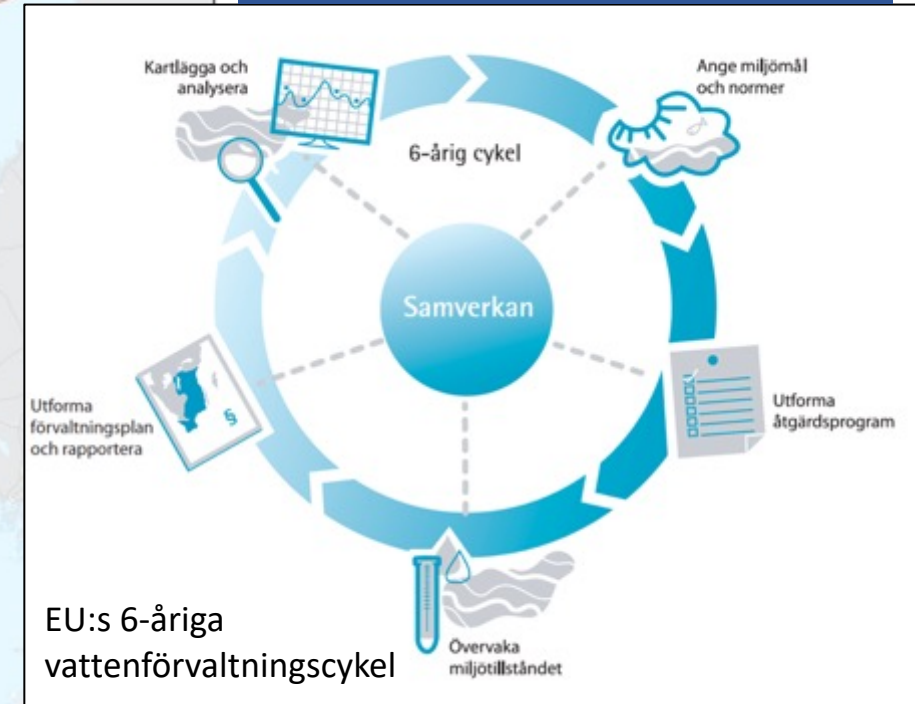 Kartlägga och
analysera
Ange miljömål
och normer
6-årig cykel
Samverkan
Utforma
förvaltningsplan
och rapportera
§
Utforma
åtgärdsprogram
Övervaka
miljötillståndet
EU:s 6-åriga
vattenförvaltningscykel